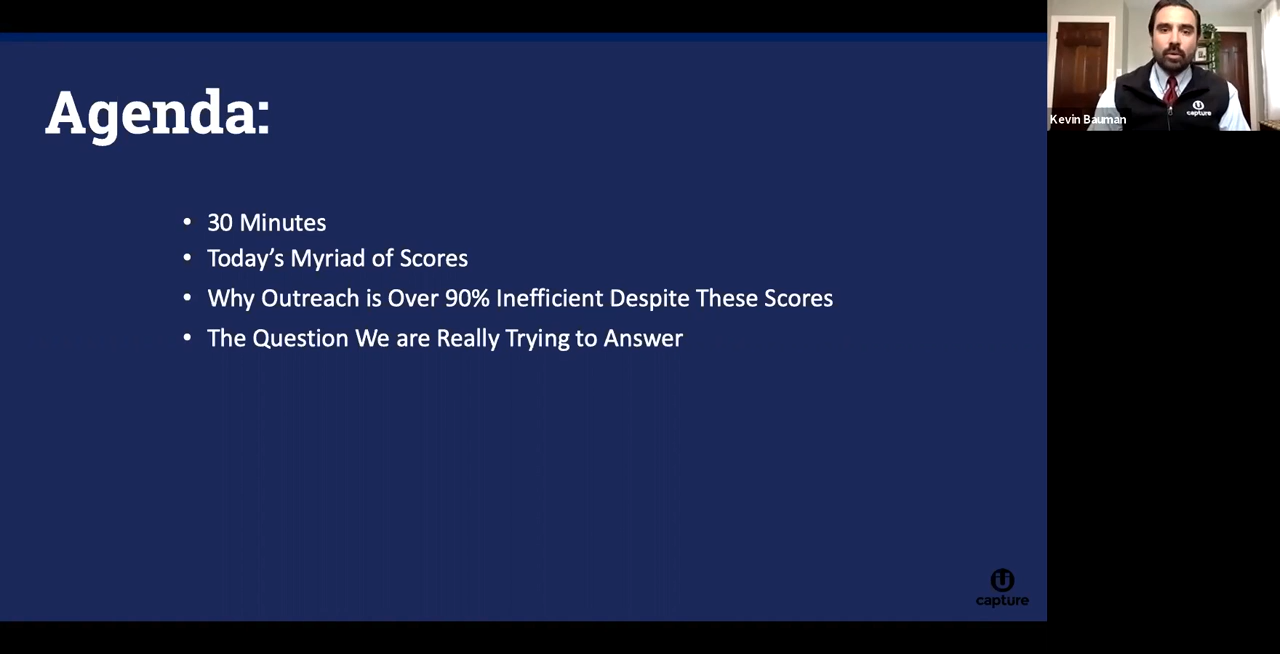 Agenda:
• 30 Minutes
• Today’s Myriad of Scores
• Why Outreach is Over 90% Inefficient Despite These Scores
• The Question We are Really Trying to Answer
capture
Kevin Bauman
capture